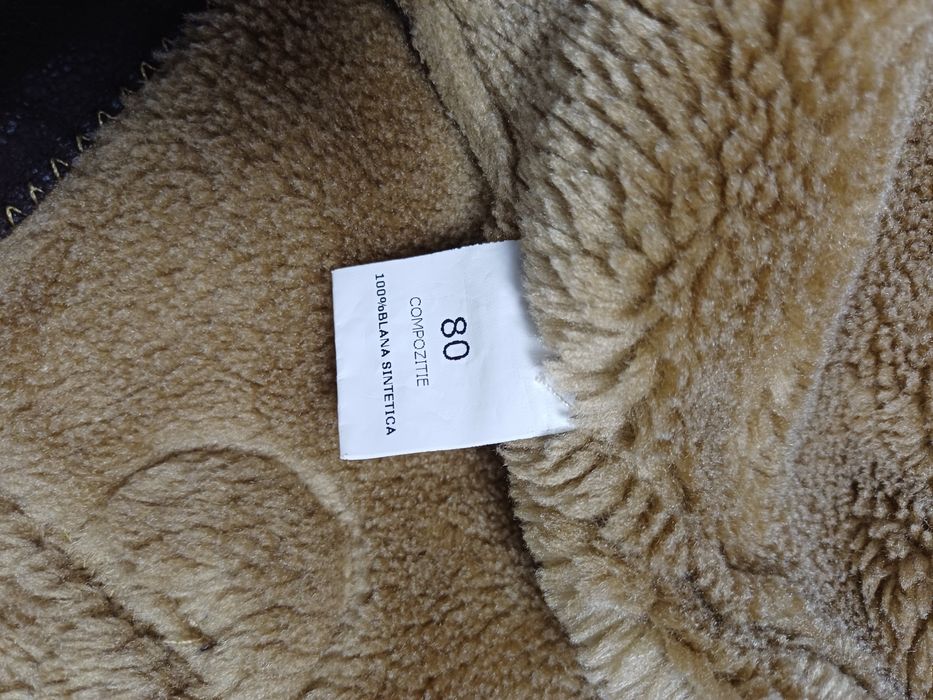 80
COMPOZITIE
100%BLANA SINTETICA